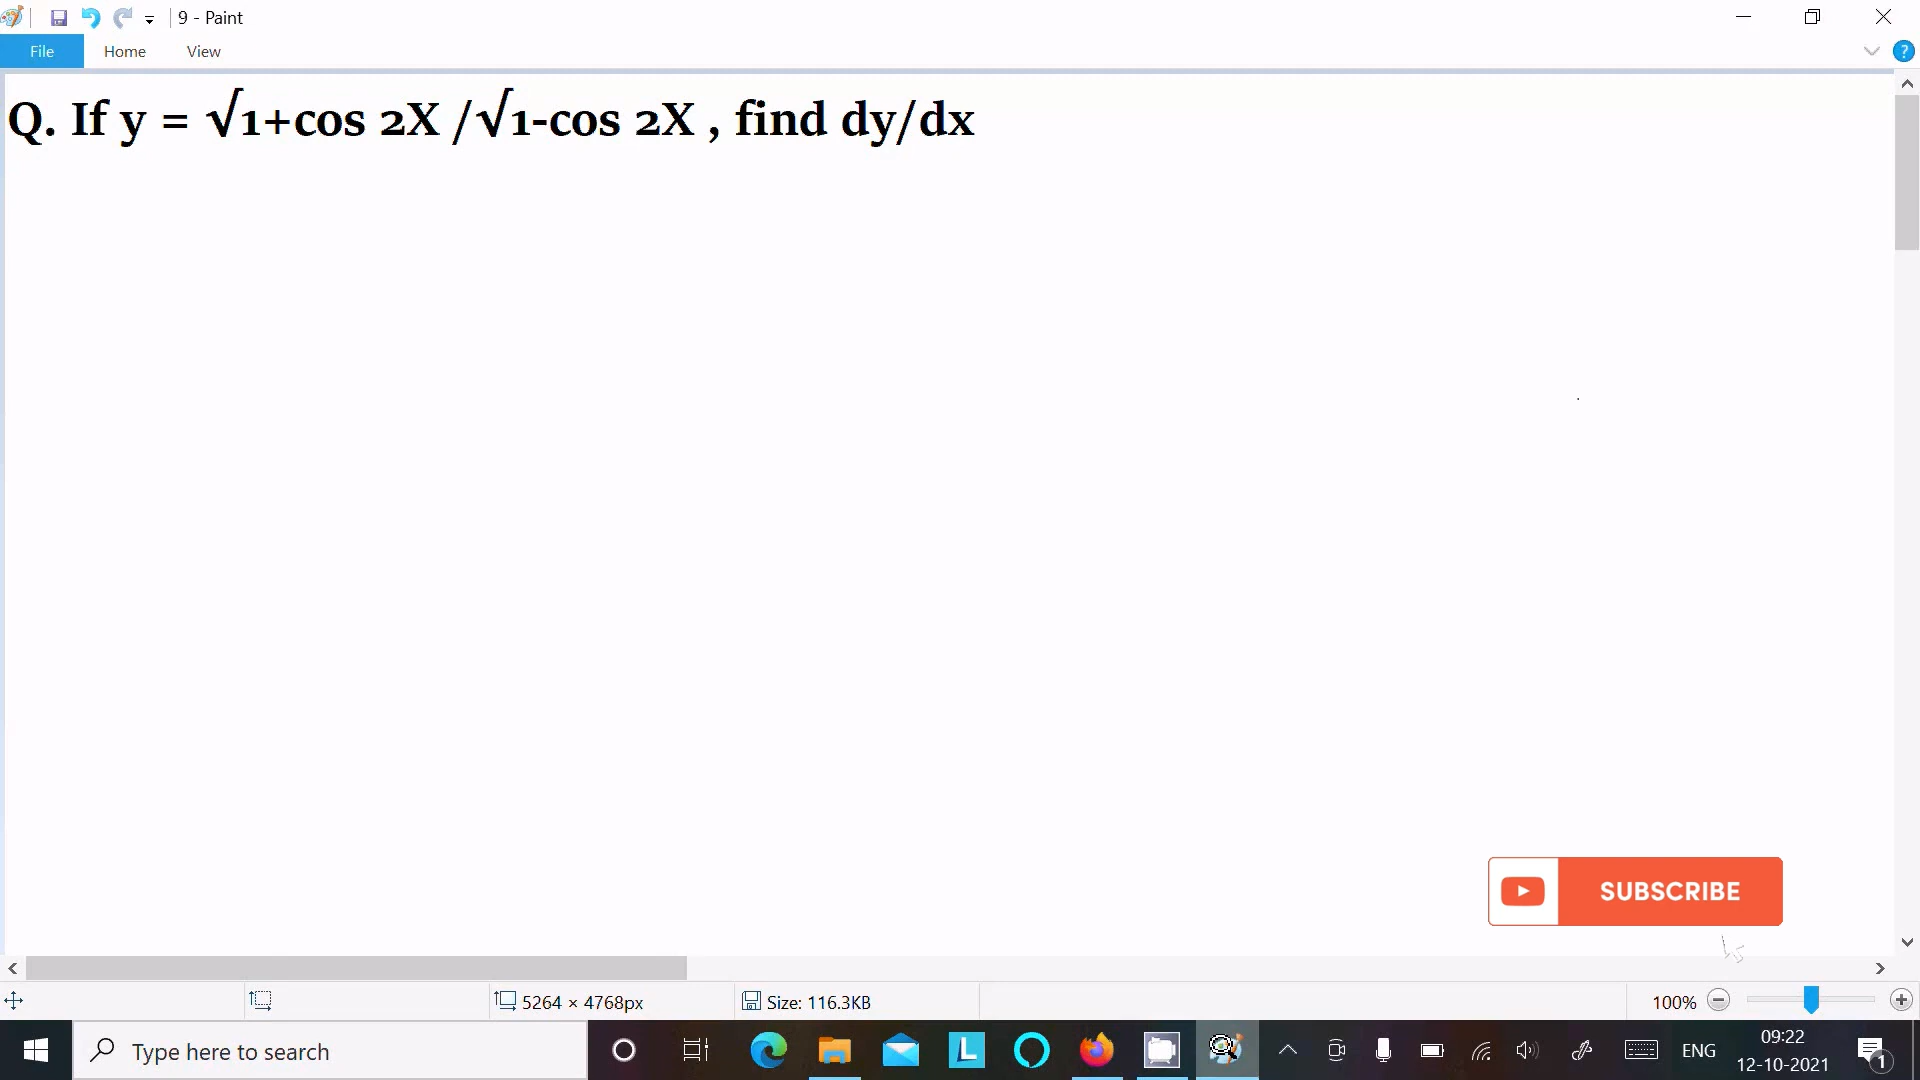 9 - Paint
File Home View
Q. If y = √1+cos 2X /√1-cos 2X , find dy/dx
SUBSCRIBE
5264 × 4768px Size: 116.3KB 100%
Type here to search L ENG 09:22
12-10-2021 1